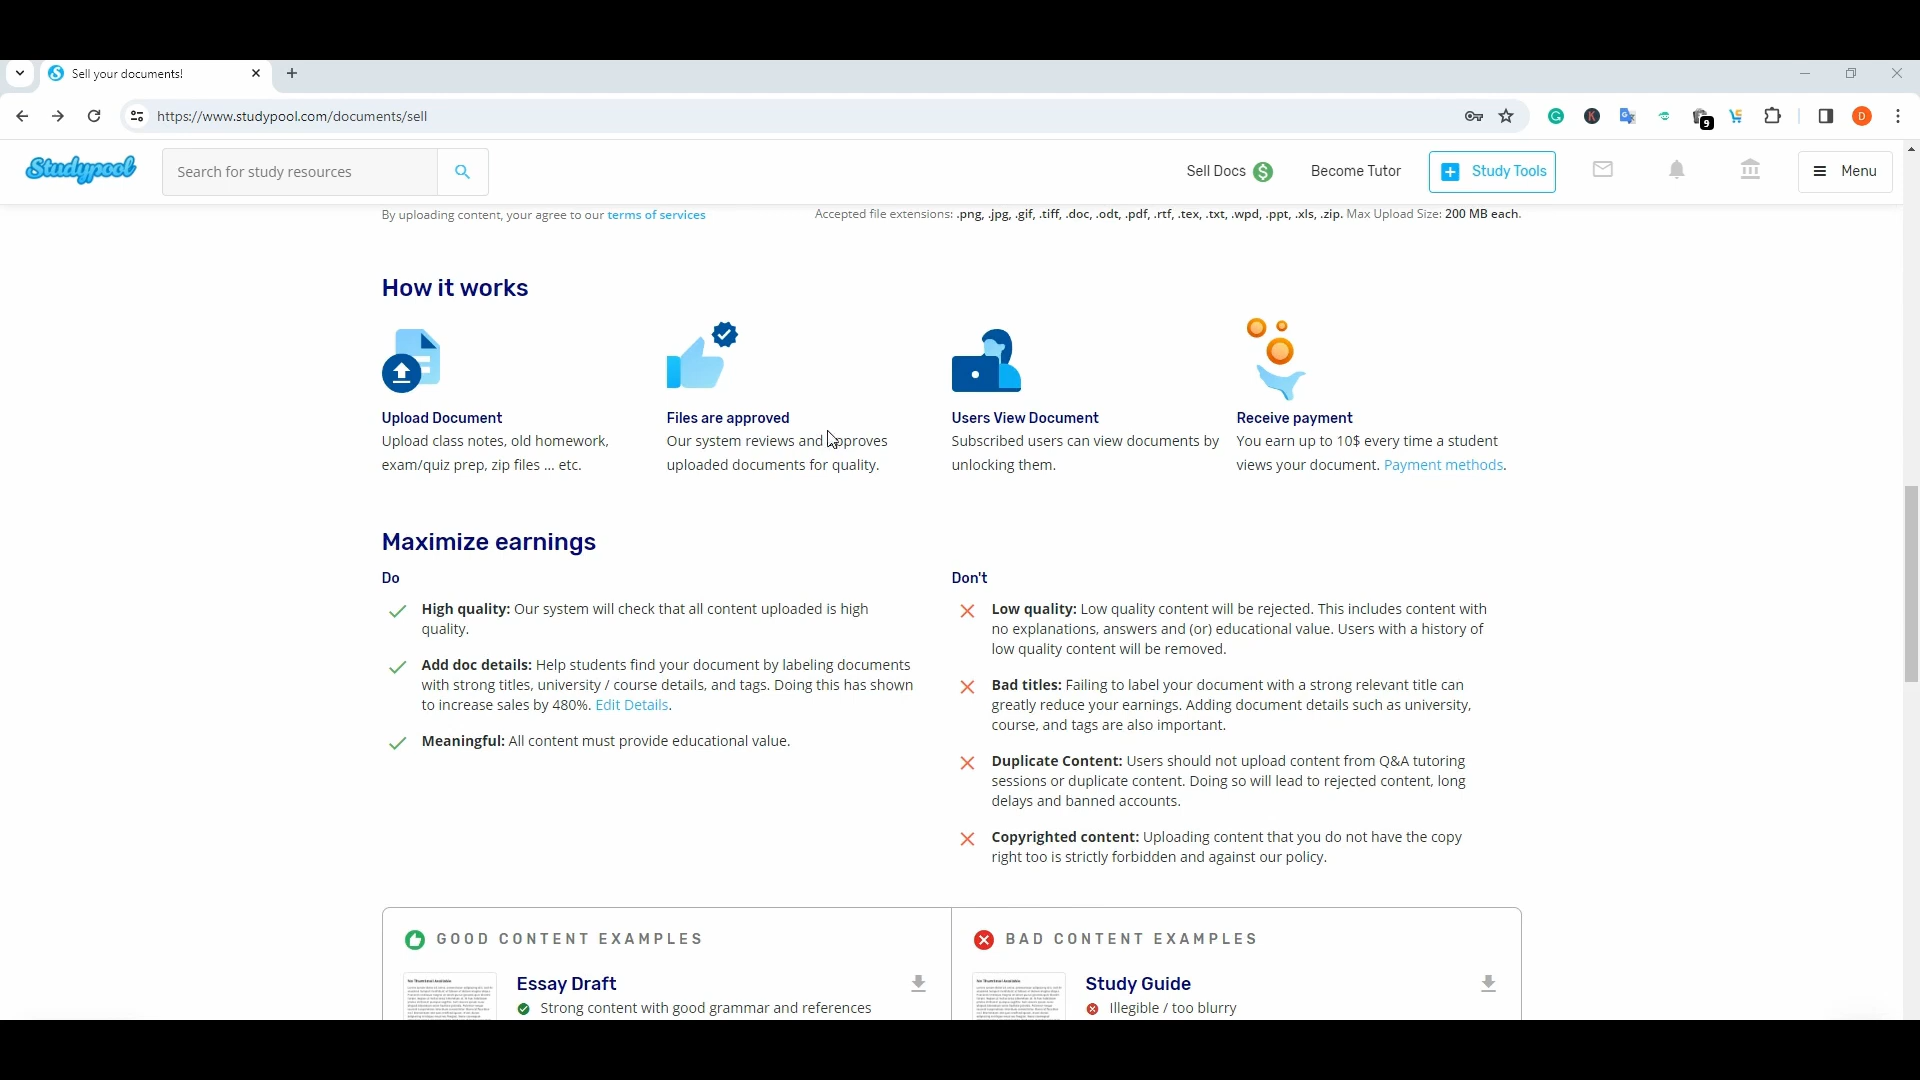 Sell your documents!
https://www.studypool.com/documents/sell
9
D
K
Studypool
Search for study resources
Sell Docs $
Become Tutor
Study Tools
Menu
By uploading content, your agree to our terms of services
Accepted file extensions: .png, .jpg, .gif, .tiff, .doc, .odt, .pdf, .rtf, .tex, .txt, .wpd, .ppt, .xls, .zip. Max Upload Size: 200 MB each.
How it works
Upload Document
Upload class notes, old homework,
exam/quiz prep, zip files ... etc.
Files are approved
Our system reviews and approves
uploaded documents for quality.
Users View Document
Subscribed users can view documents by
unlocking them.
Receive payment
You earn up to 10$ every time a student
views your document. Payment methods.
Maximize earnings
Do
High quality: Our system will check that all content uploaded is high
quality.
Add doc details: Help students find your document by labeling documents
with strong titles, university / course details, and tags. Doing this has shown
to increase sales by 480%. Edit Details.
Meaningful: All content must provide educational value.
Don't
Low quality: Low quality content will be rejected. This includes content with
no explanations, answers and (or) educational value. Users with a history of
low quality content will be removed.
Bad titles: Failing to label your document with a strong relevant title can
greatly reduce your earnings. Adding document details such as university,
course, and tags are also important.
Duplicate Content: Users should not upload content from Q&A tutoring
sessions or duplicate content. Doing so will lead to rejected content, long
delays and banned accounts.
Copyrighted content: Uploading content that you do not have the copy
right too is strictly forbidden and against our policy.
GOOD CONTENT EXAMPLES
Essay Draft
Strong content with good grammar and references
BAD CONTENT EXAMPLES
Study Guide
Illegible / too blurry